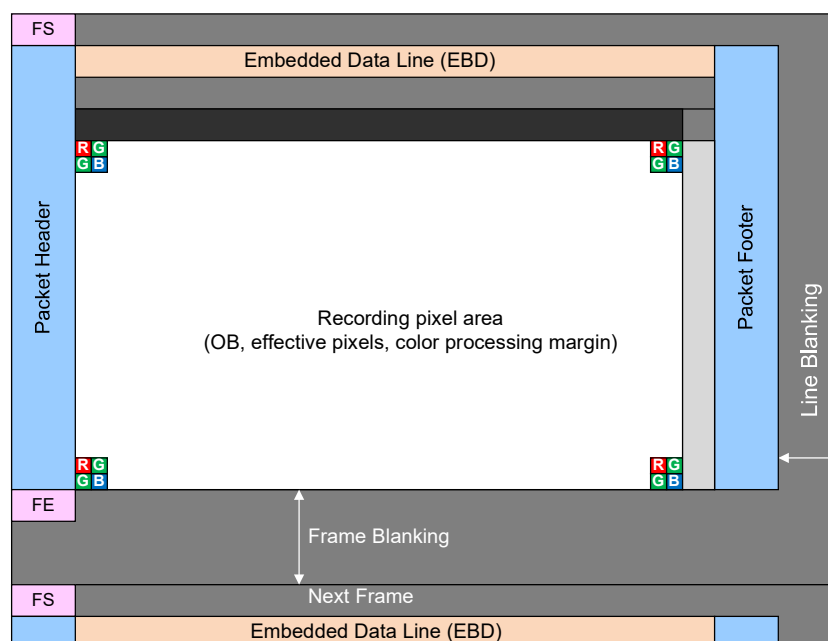 FS
Embedded Data Line (EBD)
R G
G B
R G
G B
Packet Header
Recording pixel area
(OB, effective pixels, color processing margin)
Packet Footer
Line Blanking
R G
G B
R G
G B
FE
Frame Blanking
FS
Next Frame
Embedded Data Line (EBD)